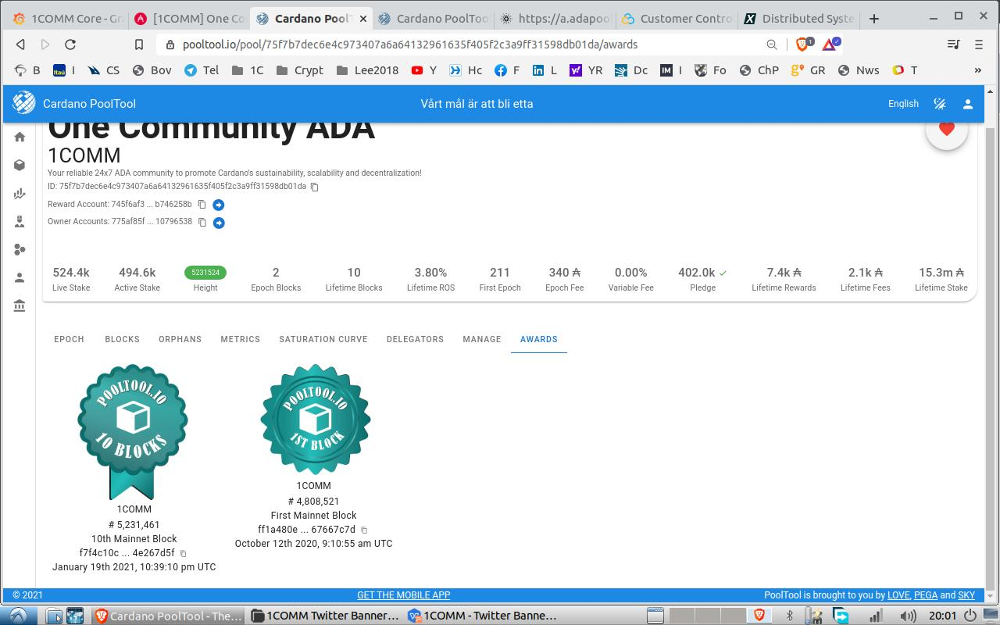 1COMM Core - Gr
[1COMM] One Co
Cardano Pool
Cardano PoolToo
https://a.adapool
Customer Contro
Distributed Syste
pooltool.io/pool/75f7b7dec6e4c973407a6a64132961635f405f2c3a9ff31598db01da/awards
B Itaú I CS Bov Tel 1C Crypt Lee2018 Y Hc F L YR Dc IM I Fo ChP GR Nws T »
Cardano PoolTool
Vårt mål är att bli etta
English
One Community ADA
1COMM
Your reliable 24x7 ADA community to promote Cardano's sustainability, scalability and decentralization!
ID: 75f7b7dec6e4c973407a6a64132961635f405f2c3a9ff31598db01da
Reward Account: 745f6af3 ... b746258b
Owner Accounts: 775af85f ... 10796538
524.4k 494.6k 5231524 2 10 3.80% 211 340 ₳ 0.00% 402.0k ✓ 7.4k ₳ 2.1k ₳ 15.3m ₳
Live Stake Active Stake Height Epoch Blocks Lifetime Blocks Lifetime ROS First Epoch Epoch Fee Variable Fee Pledge Lifetime Rewards Lifetime Fees Lifetime Stake
EPOCH BLOCKS ORPHANS METRICS SATURATION CURVE DELEGATORS MANAGE AWARDS
POOLTOOL.IO
10 BLOCKS
1COMM
# 5,231,461
10th Mainnet Block
f7f4c10c ... 4e267d5f
January 19th 2021, 10:39:10 pm UTC
POOLTOOL.IO
1ST BLOCK
1COMM
# 4,808,521
First Mainnet Block
ff1a480e ... 67667c7d
October 12th 2020, 9:10:55 am UTC
© 2021
GET THE MOBILE APP
PoolTool is brought to you by LOVE, PEGA and SKY
Cardano PoolTool - The...
1COMM Twitter Banner...
1COMM - Twitter Banne...
20:01